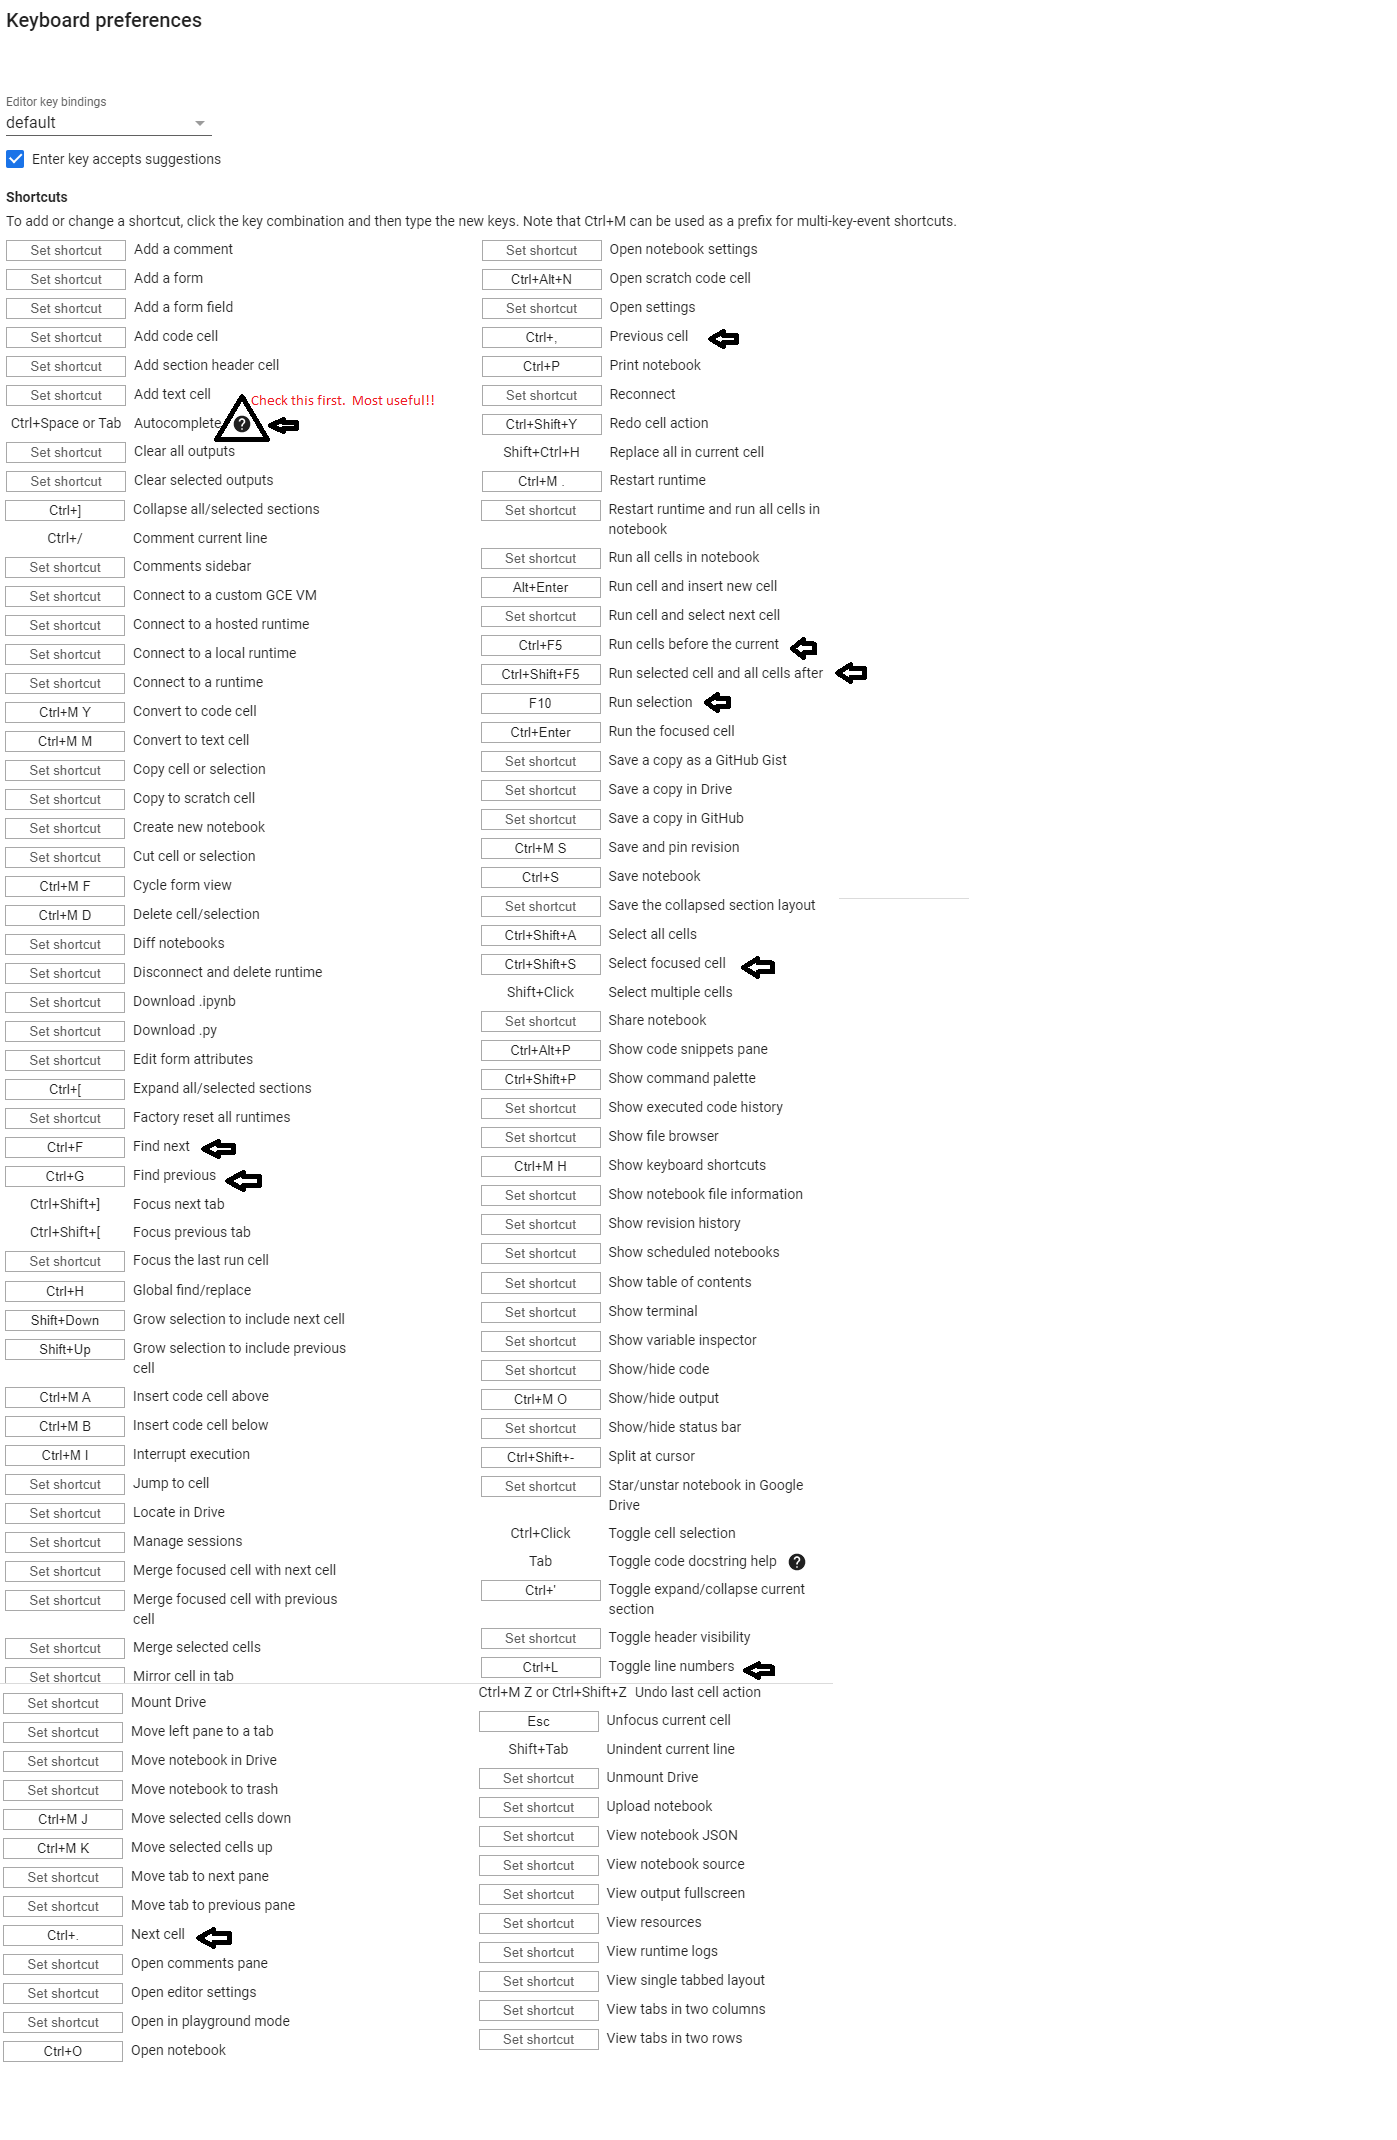 Keyboard preferences
Editor key bindings
default
Enter key accepts suggestions
Shortcuts
To add or change a shortcut, click the key combination and then type the new keys. Note that Ctrl+M can be used as a prefix for multi-key-event shortcuts.
Set shortcut Add a comment
Set shortcut Add a form
Set shortcut Add a form field
Set shortcut Add code cell
Set shortcut Add section header cell
Set shortcut Add text cell
Check this first. Most useful!!
Ctrl+Space or Tab Autocomplete ?
Set shortcut Clear all outputs
Set shortcut Clear selected outputs
Ctrl+] Collapse all/selected sections
Ctrl+/ Comment current line
Set shortcut Comments sidebar
Set shortcut Connect to a custom GCE VM
Set shortcut Connect to a hosted runtime
Set shortcut Connect to a local runtime
Set shortcut Connect to a runtime
Ctrl+M Y Convert to code cell
Ctrl+M M Convert to text cell
Set shortcut Copy cell or selection
Set shortcut Copy to scratch cell
Set shortcut Create new notebook
Set shortcut Cut cell or selection
Ctrl+M F Cycle form view
Ctrl+M D Delete cell/selection
Set shortcut Diff notebooks
Set shortcut Disconnect and delete runtime
Set shortcut Download .ipynb
Set shortcut Download .py
Set shortcut Edit form attributes
Ctrl+[ Expand all/selected sections
Set shortcut Factory reset all runtimes
Ctrl+F Find next
Ctrl+G Find previous
Ctrl+Shift+] Focus next tab
Ctrl+Shift+[ Focus previous tab
Set shortcut Focus the last run cell
Ctrl+H Global find/replace
Shift+Down Grow selection to include next cell
Shift+Up Grow selection to include previous
cell
Ctrl+M A Insert code cell above
Ctrl+M B Insert code cell below
Ctrl+M I Interrupt execution
Set shortcut Jump to cell
Set shortcut Locate in Drive
Set shortcut Manage sessions
Set shortcut Merge focused cell with next cell
Set shortcut Merge focused cell with previous
cell
Set shortcut Merge selected cells
Set shortcut Mirror cell in tab
Set shortcut Mount Drive
Set shortcut Move left pane to a tab
Set shortcut Move notebook in Drive
Set shortcut Move notebook to trash
Ctrl+M J Move selected cells down
Ctrl+M K Move selected cells up
Set shortcut Move tab to next pane
Set shortcut Move tab to previous pane
Ctrl+. Next cell
Set shortcut Open comments pane
Set shortcut Open editor settings
Set shortcut Open in playground mode
Ctrl+O Open notebook
Set shortcut Open notebook settings
Ctrl+Alt+N Open scratch code cell
Set shortcut Open settings
Ctrl+, Previous cell
Ctrl+P Print notebook
Set shortcut Reconnect
Ctrl+Shift+Y Redo cell action
Shift+Ctrl+H Replace all in current cell
Ctrl+M . Restart runtime
Set shortcut Restart runtime and run all cells in
notebook
Set shortcut Run all cells in notebook
Alt+Enter Run cell and insert new cell
Set shortcut Run cell and select next cell
Ctrl+F5 Run cells before the current
Ctrl+Shift+F5 Run selected cell and all cells after
F10 Run selection
Ctrl+Enter Run the focused cell
Set shortcut Save a copy as a GitHub Gist
Set shortcut Save a copy in Drive
Set shortcut Save a copy in GitHub
Ctrl+M S Save and pin revision
Ctrl+S Save notebook
Set shortcut Save the collapsed section layout
Ctrl+Shift+A Select all cells
Ctrl+Shift+S Select focused cell
Shift+Click Select multiple cells
Set shortcut Share notebook
Ctrl+Alt+P Show code snippets pane
Ctrl+Shift+P Show command palette
Set shortcut Show executed code history
Set shortcut Show file browser
Ctrl+M H Show keyboard shortcuts
Set shortcut Show notebook file information
Set shortcut Show revision history
Set shortcut Show scheduled notebooks
Set shortcut Show table of contents
Set shortcut Show terminal
Set shortcut Show variable inspector
Set shortcut Show/hide code
Ctrl+M O Show/hide output
Set shortcut Show/hide status bar
Ctrl+Shift+- Split at cursor
Set shortcut Star/unstar notebook in Google
Drive
Ctrl+Click Toggle cell selection
Tab Toggle code docstring help ?
Ctrl+' Toggle expand/collapse current
section
Set shortcut Toggle header visibility
Ctrl+L Toggle line numbers
Ctrl+M Z or Ctrl+Shift+Z Undo last cell action
Esc Unfocus current cell
Shift+Tab Unindent current line
Set shortcut Unmount Drive
Set shortcut Upload notebook
Set shortcut View notebook JSON
Set shortcut View notebook source
Set shortcut View output fullscreen
Set shortcut View resources
Set shortcut View runtime logs
Set shortcut View single tabbed layout
Set shortcut View tabs in two columns
Set shortcut View tabs in two rows